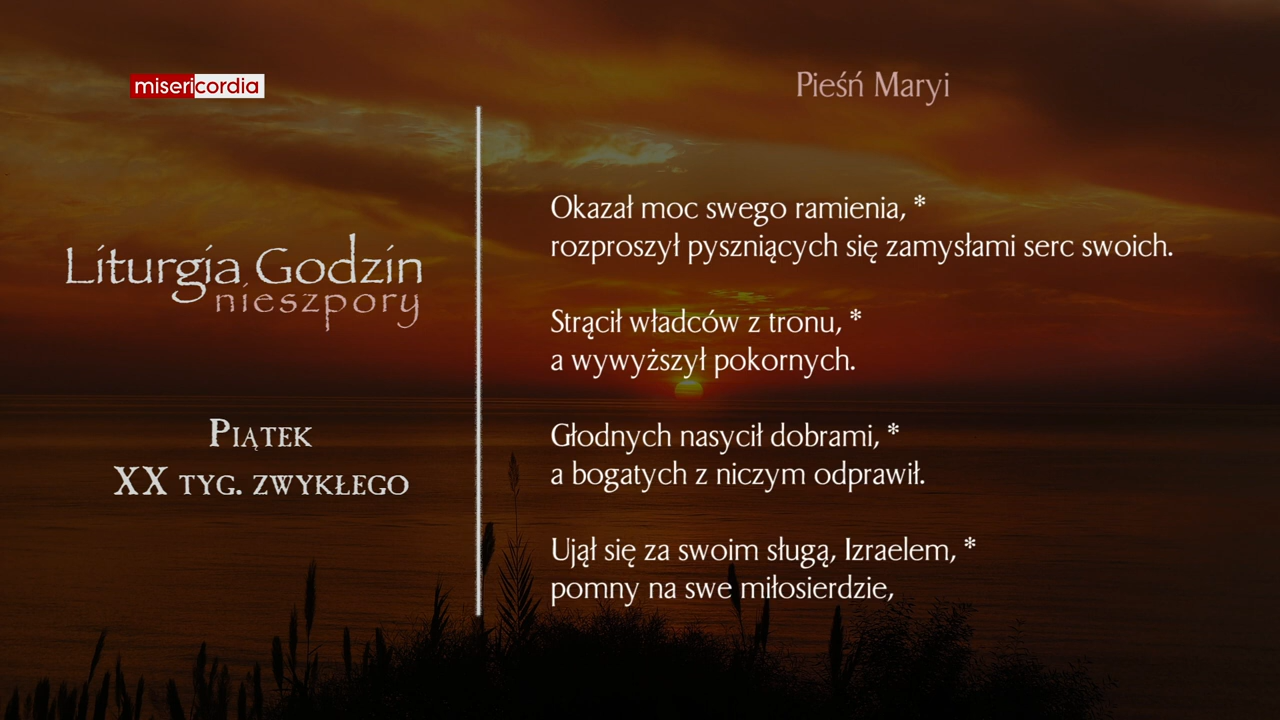 misericordia
Liturgia Godzin
nieszpory
Piątek
XX tyg. zwykłego
Pieśń Maryi
Okazał moc swego ramienia, *
rozproszył pyszniących się zamysłami serc swoich.
Strącił władców z tronu, *
a wywyższył pokornych.
Głodnych nasycił dobrami, *
a bogatych z niczym odprawił.
Ujął się za swoim sługą, Izraelem, *
pomny na swe miłosierdzie,